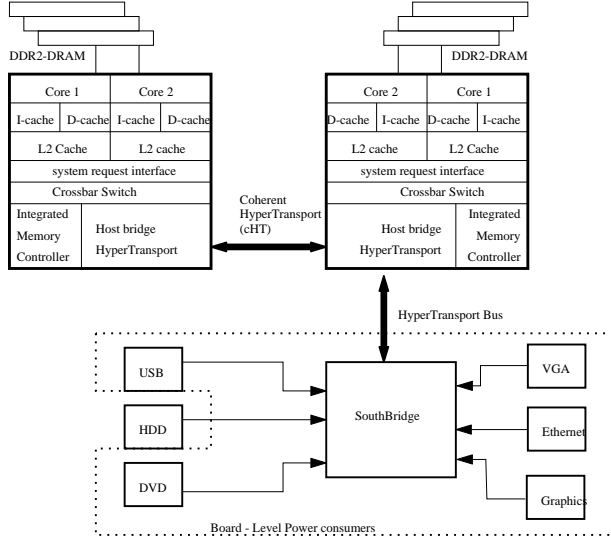 DDR2-DRAM
Core 1 Core 2
I-cache D-cache I-cache D-cache
L2 Cache L2 cache
system request interface
Crossbar Switch
Integrated
Memory
Controller
Host bridge
HyperTransport
Coherent
HyperTransport
(cHT)
DDR2-DRAM
Core 2 Core 1
D-cache I-cache D-cache I-cache
L2 cache L2 Cache
system request interface
Crossbar Switch
Host bridge
HyperTransport
Integrated
Memory
Controller
HyperTransport Bus
USB
HDD
DVD
SouthBridge
VGA
Ethernet
Graphics
Board - Level Power consumers